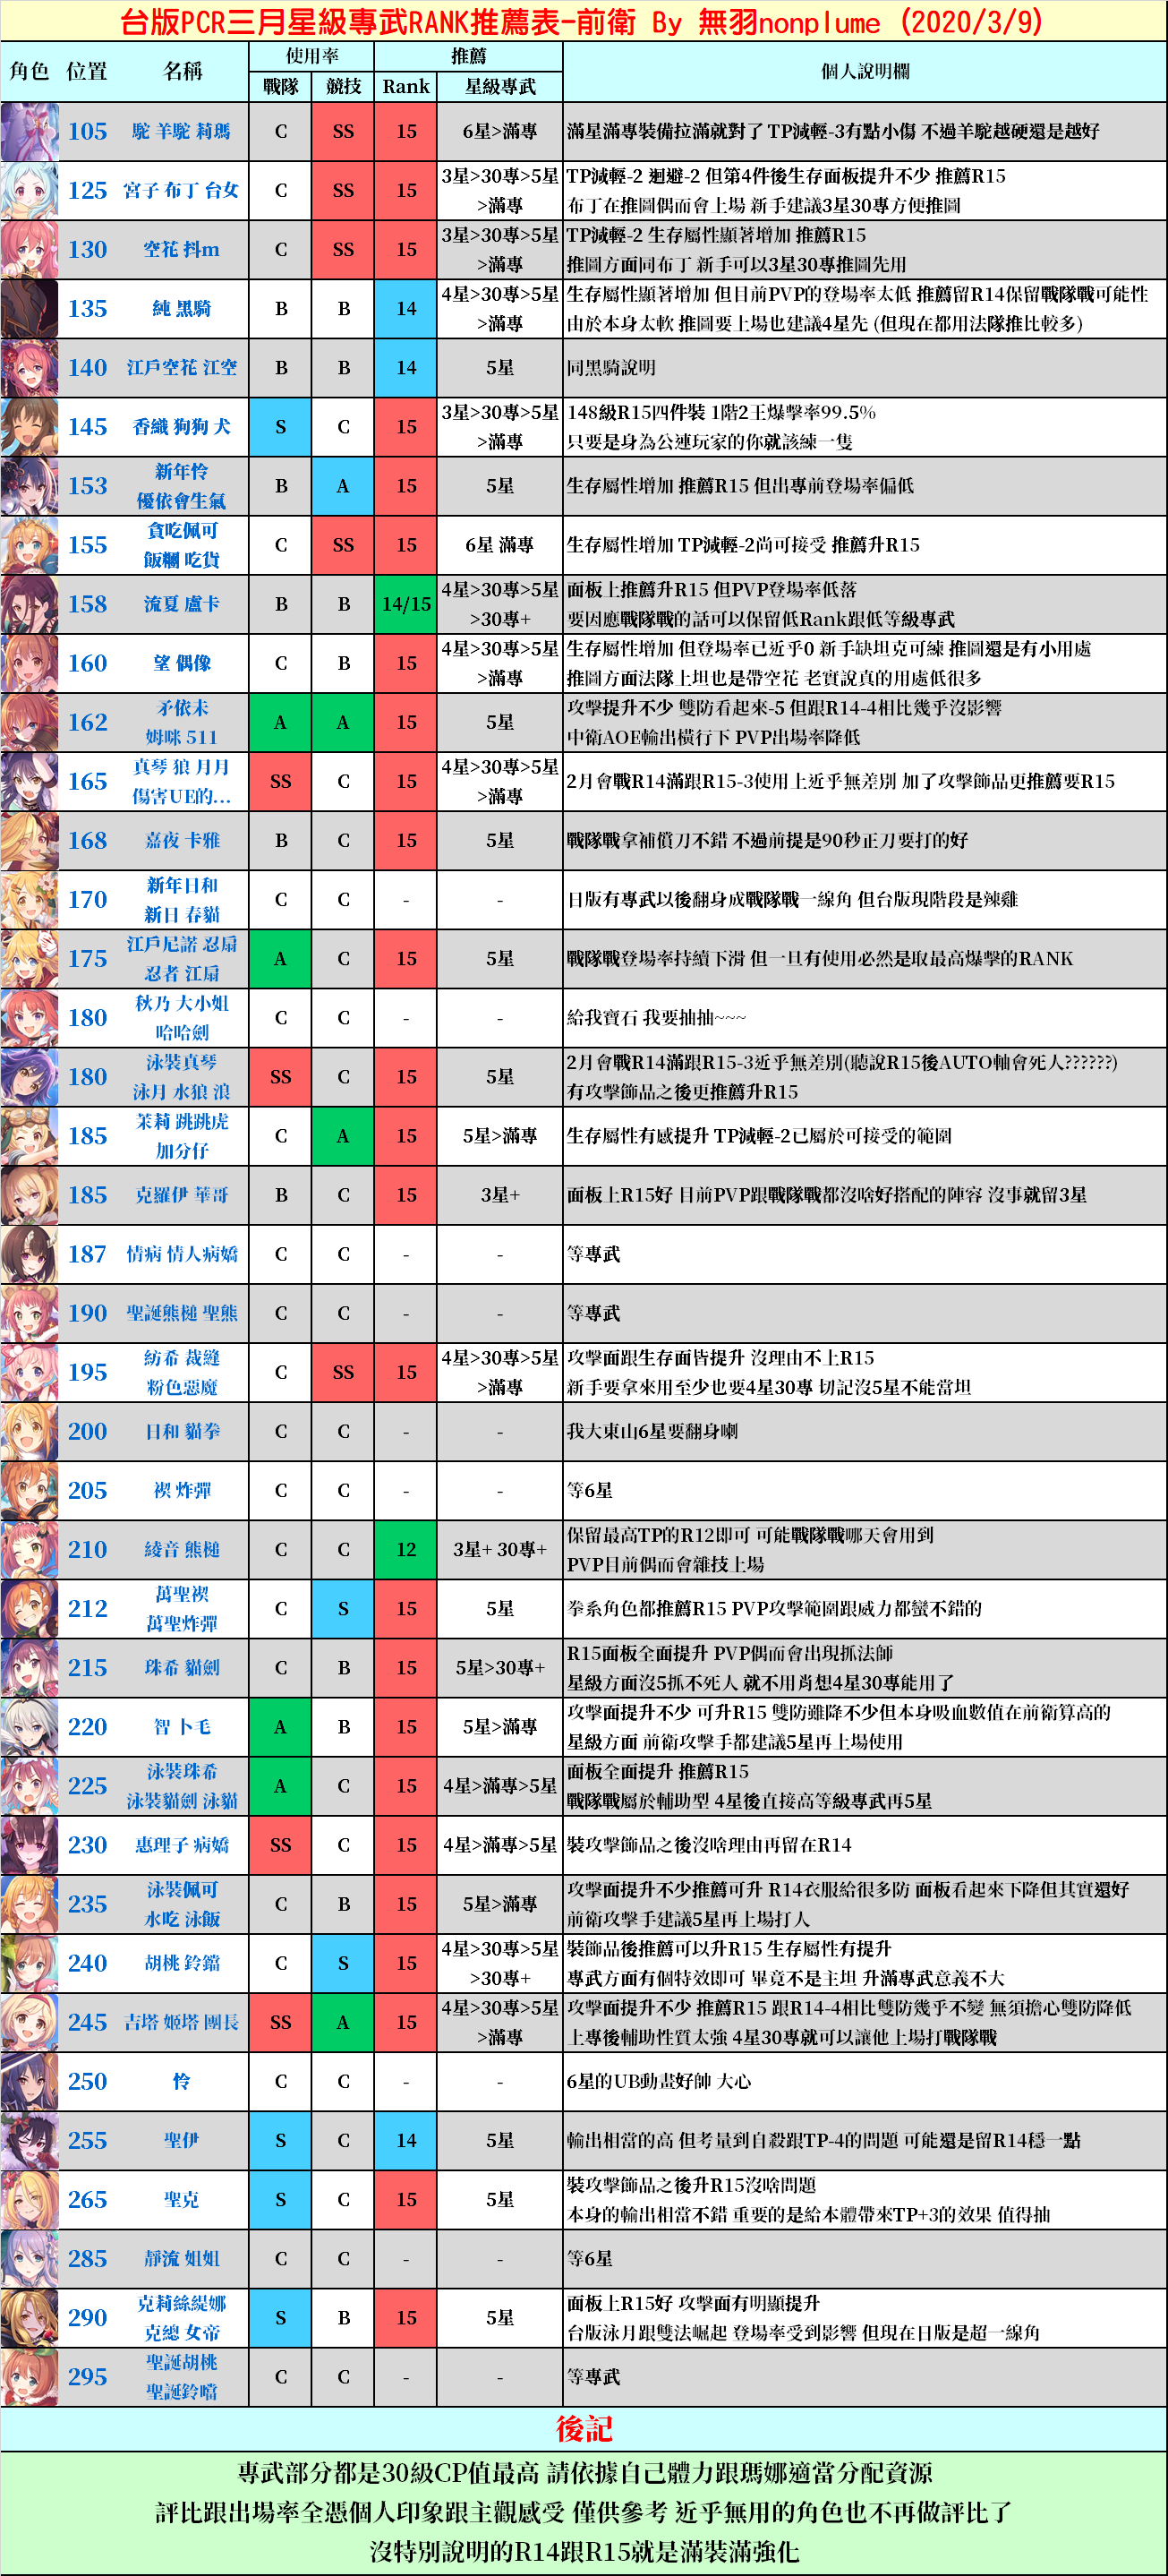 台版PCR三月星級專武RANK推薦表-前衛 By 無羽nonplume (2020/3/9)
角色 位置 名稱 使用率 推薦 個人說明欄
戰隊 競技 Rank 星級專武
105 駝 羊駝 莉瑪 C SS 15 6星>滿專 滿星滿專裝備拉滿就對了 TP減輕-3有點小傷 不過羊駝越硬還是越好
125 宮子 布丁 台女 C SS 15 3星>30專>5星 TP減輕-2 迴避-2 但第4件後生存面板提升不少 推薦R15
>滿專 布丁在推圖偶而會上場 新手建議3星30專方便推圖
130 空花 抖m C SS 15 3星>30專>5星 TP減輕-2 生存屬性顯著增加 推薦R15
>滿專 推圖方面同布丁 新手可以3星30專推圖先用
135 純 黑騎 B B 14 4星>30專>5星 生存屬性顯著增加 但目前PVP的登場率太低 推薦留R14保留戰隊戰可能性
>滿專 由於本身太軟 推圖要上場也建議4星先 (但現在都用法隊推比較多)
140 江戶空花 江空 B B 14 5星 同黑騎說明
145 香織 狗狗 犬 S C 15 3星>30專>5星 148級R15四件裝 1階2王爆擊率99.5%
>滿專 只要是身為公連玩家的你就該練一隻
153 新年怜 B A 15 5星 生存屬性增加 推薦R15 但出專前登場率偏低
優依會生氣
155 貪吃佩可 C SS 15 6星 滿專 生存屬性增加 TP減輕-2尚可接受 推薦升R15
飯糰 吃貨
158 流夏 盧卡 B B 14/15 4星>30專>5星 面板上推薦升R15 但PVP登場率低落
>30專+ 要因應戰隊戰的話可以保留低Rank跟低等級專武
160 望 偶像 C B 15 4星>30專>5星 生存屬性增加 但登場率已近乎0 新手缺坦克可練 推圖還是有小用處
>滿專 推圖方面法隊上坦也是帶空花 老實說真的用處低很多
162 矛依未 A A 15 5星 攻擊提升不少 雙防看起來-5 但跟R14-4相比幾乎沒影響
姆咪 511 中衛AOE輸出橫行下 PVP出場率降低
165 真琴 狼 月月 SS C 15 4星>30專>5星 2月會戰R14滿跟R15-3使用上近乎無差別 加了攻擊飾品更推薦要R15
傷害UE的... >滿專
168 嘉夜 卡雅 B C 15 5星 戰隊戰拿補償刀不錯 不過前提是90秒正刀要打的好
170 新年日和 C C - - 日版有專武以後翻身成戰隊戰一線角 但台版現階段是辣雞
新日 春貓
175 江戶尼諾 忍扇 A C 15 5星 戰隊戰登場率持續下滑 但一旦有使用必然是取最高爆擊的RANK
忍者 江扇
180 秋乃 大小姐 C C - - 給我寶石 我要抽抽~~~
哈哈劍
180 泳裝真琴 SS C 15 5星 2月會戰R14滿跟R15-3近乎無差別(聽說R15後AUTO軸會死人??????)
泳月 水狼 浪 有攻擊飾品之後更推薦升R15
185 茉莉 跳跳虎 C A 15 5星>滿專 生存屬性有感提升 TP減輕-2已屬於可接受的範圍
加分仔
185 克羅伊 華哥 B C 15 3星+ 面板上R15好 目前PVP跟戰隊戰都沒啥好搭配的陣容 沒事就留3星
187 情病 情人病嬌 C C - - 等專武
190 聖誕熊槌 聖熊 C C - - 等專武
195 紡希 裁縫 C SS 15 4星>30專>5星 攻擊面跟生存面皆提升 沒理由不上R15
粉色惡魔 >滿專 新手要拿來用至少也要4星30專 切記沒5星不能當坦
200 日和 貓拳 C C - - 我大東山6星要翻身喇
205 禊 炸彈 C C - - 等6星
210 綾音 熊槌 C C 12 3星+ 30專+ 保留最高TP的R12即可 可能戰隊戰哪天會用到
PVP目前偶而會雜技上場
212 萬聖禊 C S 15 5星 拳系角色都推薦R15 PVP攻擊範圍跟威力都蠻不錯的
萬聖炸彈
215 珠希 貓劍 C B 15 5星>30專+ R15面板全面提升 PVP偶而會出現抓法師
星級方面沒5抓不死人 就不用肖想4星30專能用了
220 智 卜毛 A B 15 5星>滿專 攻擊面提升不少 可升R15 雙防雖降不少但本身吸血數值在前衛算高的
星級方面 前衛攻擊手都建議5星再上場使用
225 泳裝珠希 A C 15 4星>滿專>5星 面板全面提升 推薦R15
泳裝貓劍 泳貓 戰隊戰屬於輔助型 4星後直接高等級專武再5星
230 惠理子 病嬌 SS C 15 4星>滿專>5星 裝攻擊飾品之後沒啥理由再留在R14
235 泳裝佩可 C B 15 5星>滿專 攻擊面提升不少推薦可升 R14衣服給很多防 面板看起來下降但其實還好
水吃 泳飯 前衛攻擊手建議5星再上場打人
240 胡桃 鈴鐺 C S 15 4星>30專>5星 裝飾品後推薦可以升R15 生存屬性有提升
>30專+ 專武方面有個特效即可 畢竟不是主坦 升滿專武意義不大
245 吉塔 姬塔 團長 SS A 15 4星>30專>5星 攻擊面提升不少 推薦R15 跟R14-4相比雙防幾乎不變 無須擔心雙防降低
>滿專 上專後輔助性質太強 4星30專就可以讓他上場打戰隊戰
250 怜 C C - - 6星的UB動畫好帥 大心
255 聖伊 S C 14 5星 輸出相當的高 但考量到自殺跟TP-4的問題 可能還是留R14穩一點
265 聖克 S C 15 5星 裝攻擊飾品之後升R15沒啥問題
本身的輸出相當不錯 重要的是給本體帶來TP+3的效果 值得抽
285 靜流 姐姐 C C - - 等6星
290 克莉絲緹娜 S B 15 5星 面板上R15好 攻擊面有明顯提升
克總 女帝 台版泳月跟雙法崛起 登場率受到影響 但現在日版是超一線角
295 聖誕胡桃 C C - - 等專武
聖誕鈴噹
後記
專武部分都是30級CP值最高 請依據自己體力跟瑪娜適當分配資源
評比跟出場率全憑個人印象跟主觀感受 僅供參考 近乎無用的角色也不再做評比了
沒特別說明的R14跟R15就是滿裝滿強化